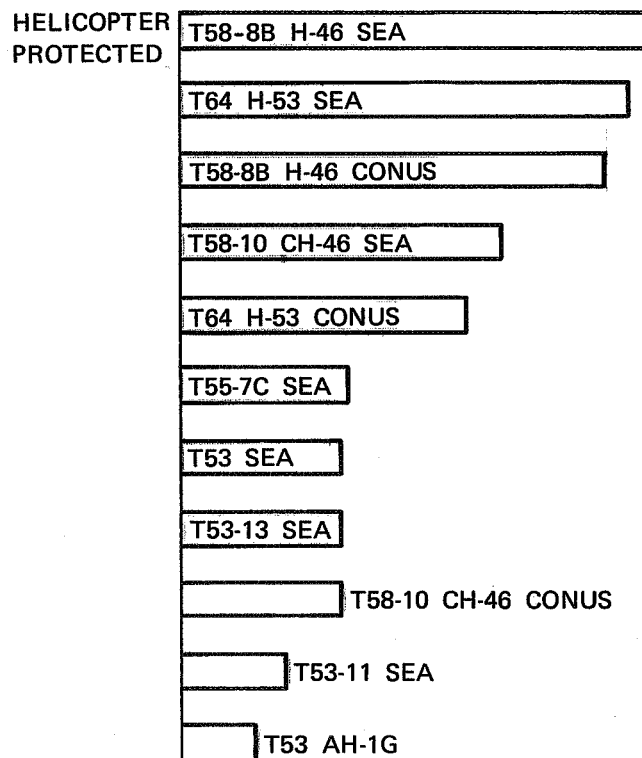 HELICOPTER
PROTECTED
T58-8B H-46 SEA
T64 H-53 SEA
T58-8B H-46 CONUS
T58-10 CH-46 SEA
T64 H-53 CONUS
T55-7C SEA
T53 SEA
T53-13 SEA
T58-10 CH-46 CONUS
T53-11 SEA
T53 AH-1G